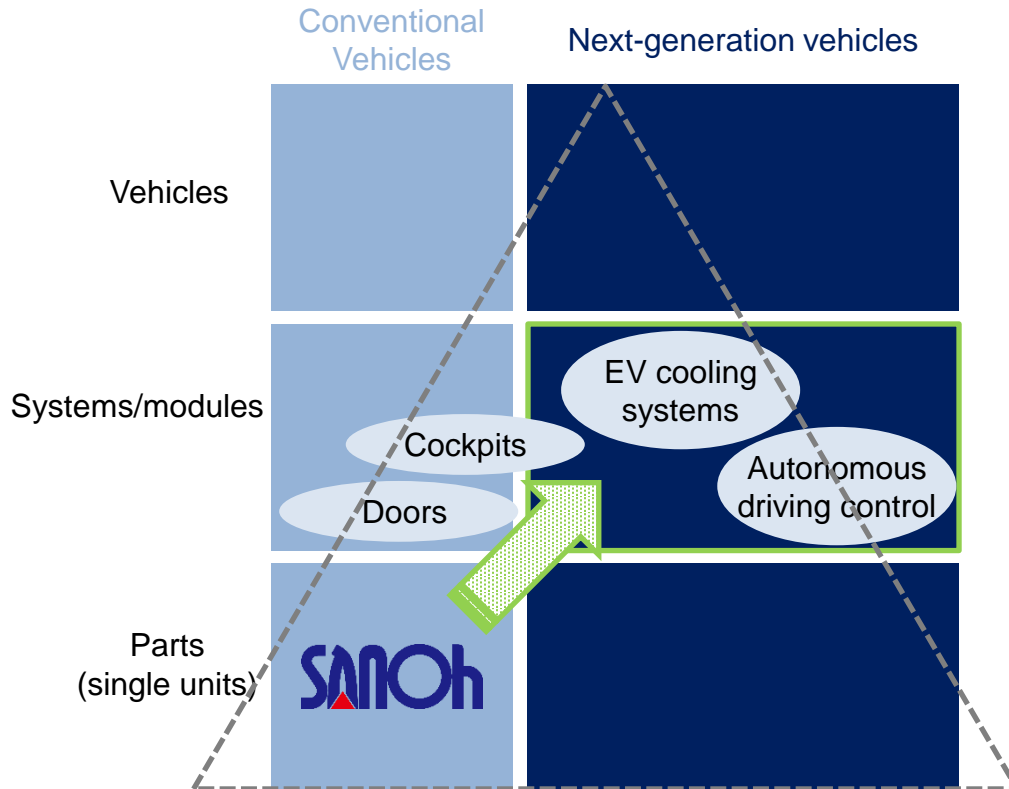 Conventional
Vehicles
Next-generation vehicles
Vehicles
Systems/modules
EV cooling
systems
Cockpits
Autonomous
driving control
Doors
Parts
(single units)
SANOh